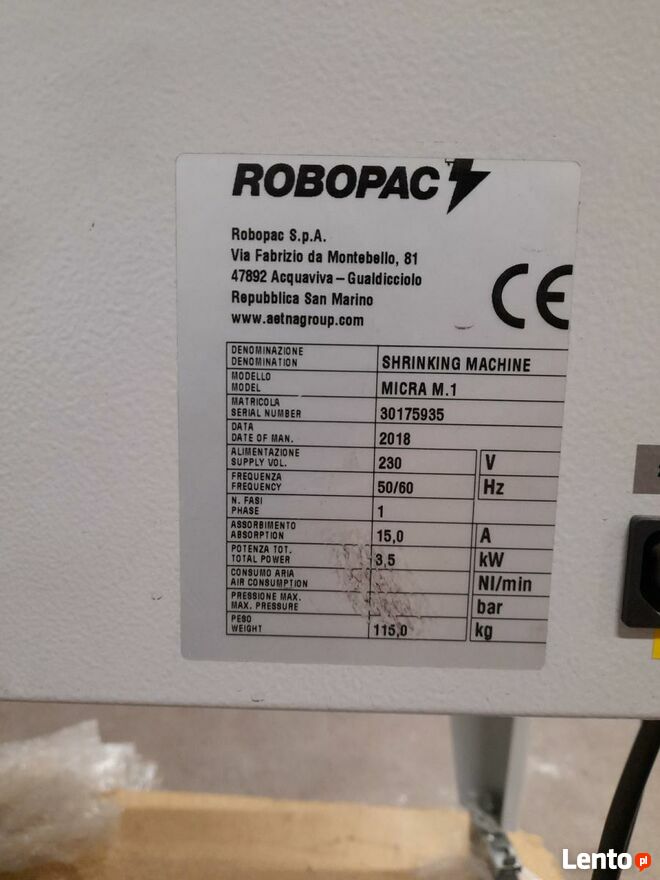 ROBOPAC
Robopac S.p.A.
Via Fabrizio da Montebello, 81
47892 Acquaviva – Gualdicciolo
Repubblica San Marino
www.aetnagroup.com
CE
DENOMINAZIONE
DENOMINATION
SHRINKING MACHINE
MODELLO
MODEL
MICRA M.1
MATRICOLA
SERIAL NUMBER
30175935
DATA
DATE OF MAN.
2018
ALIMENTAZIONE
SUPPLY VOL.
230 V
FREQUENZA
FREQUENCY
50/60 Hz
N. FASI
PHASE
1
ASSORBIMENTO
ABSORPTION
15,0 A
POTENZA TOT.
TOTAL POWER
3,5 kW
CONSUMO ARIA
AIR CONSUMPTION
Nl/min
PRESSIONE MAX.
MAX. PRESSURE
bar
PESO
WEIGHT
115,0 kg
Lento pl